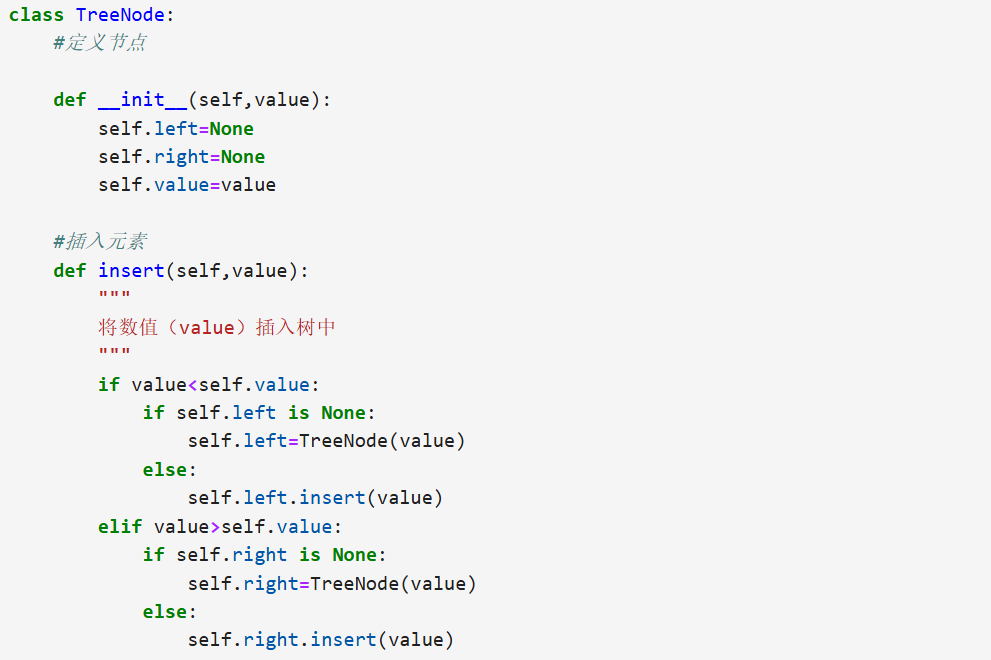 class TreeNode:
    #定义节点

    def __init__(self,value):
        self.left=None
        self.right=None
        self.value=value

    #插入元素
    def insert(self,value):
        """
        将数值（value）插入树中
        """
        if value<self.value:
            if self.left is None:
                self.left=TreeNode(value)
            else:
                self.left.insert(value)
        elif value>self.value:
            if self.right is None:
                self.right=TreeNode(value)
            else:
                self.right.insert(value)